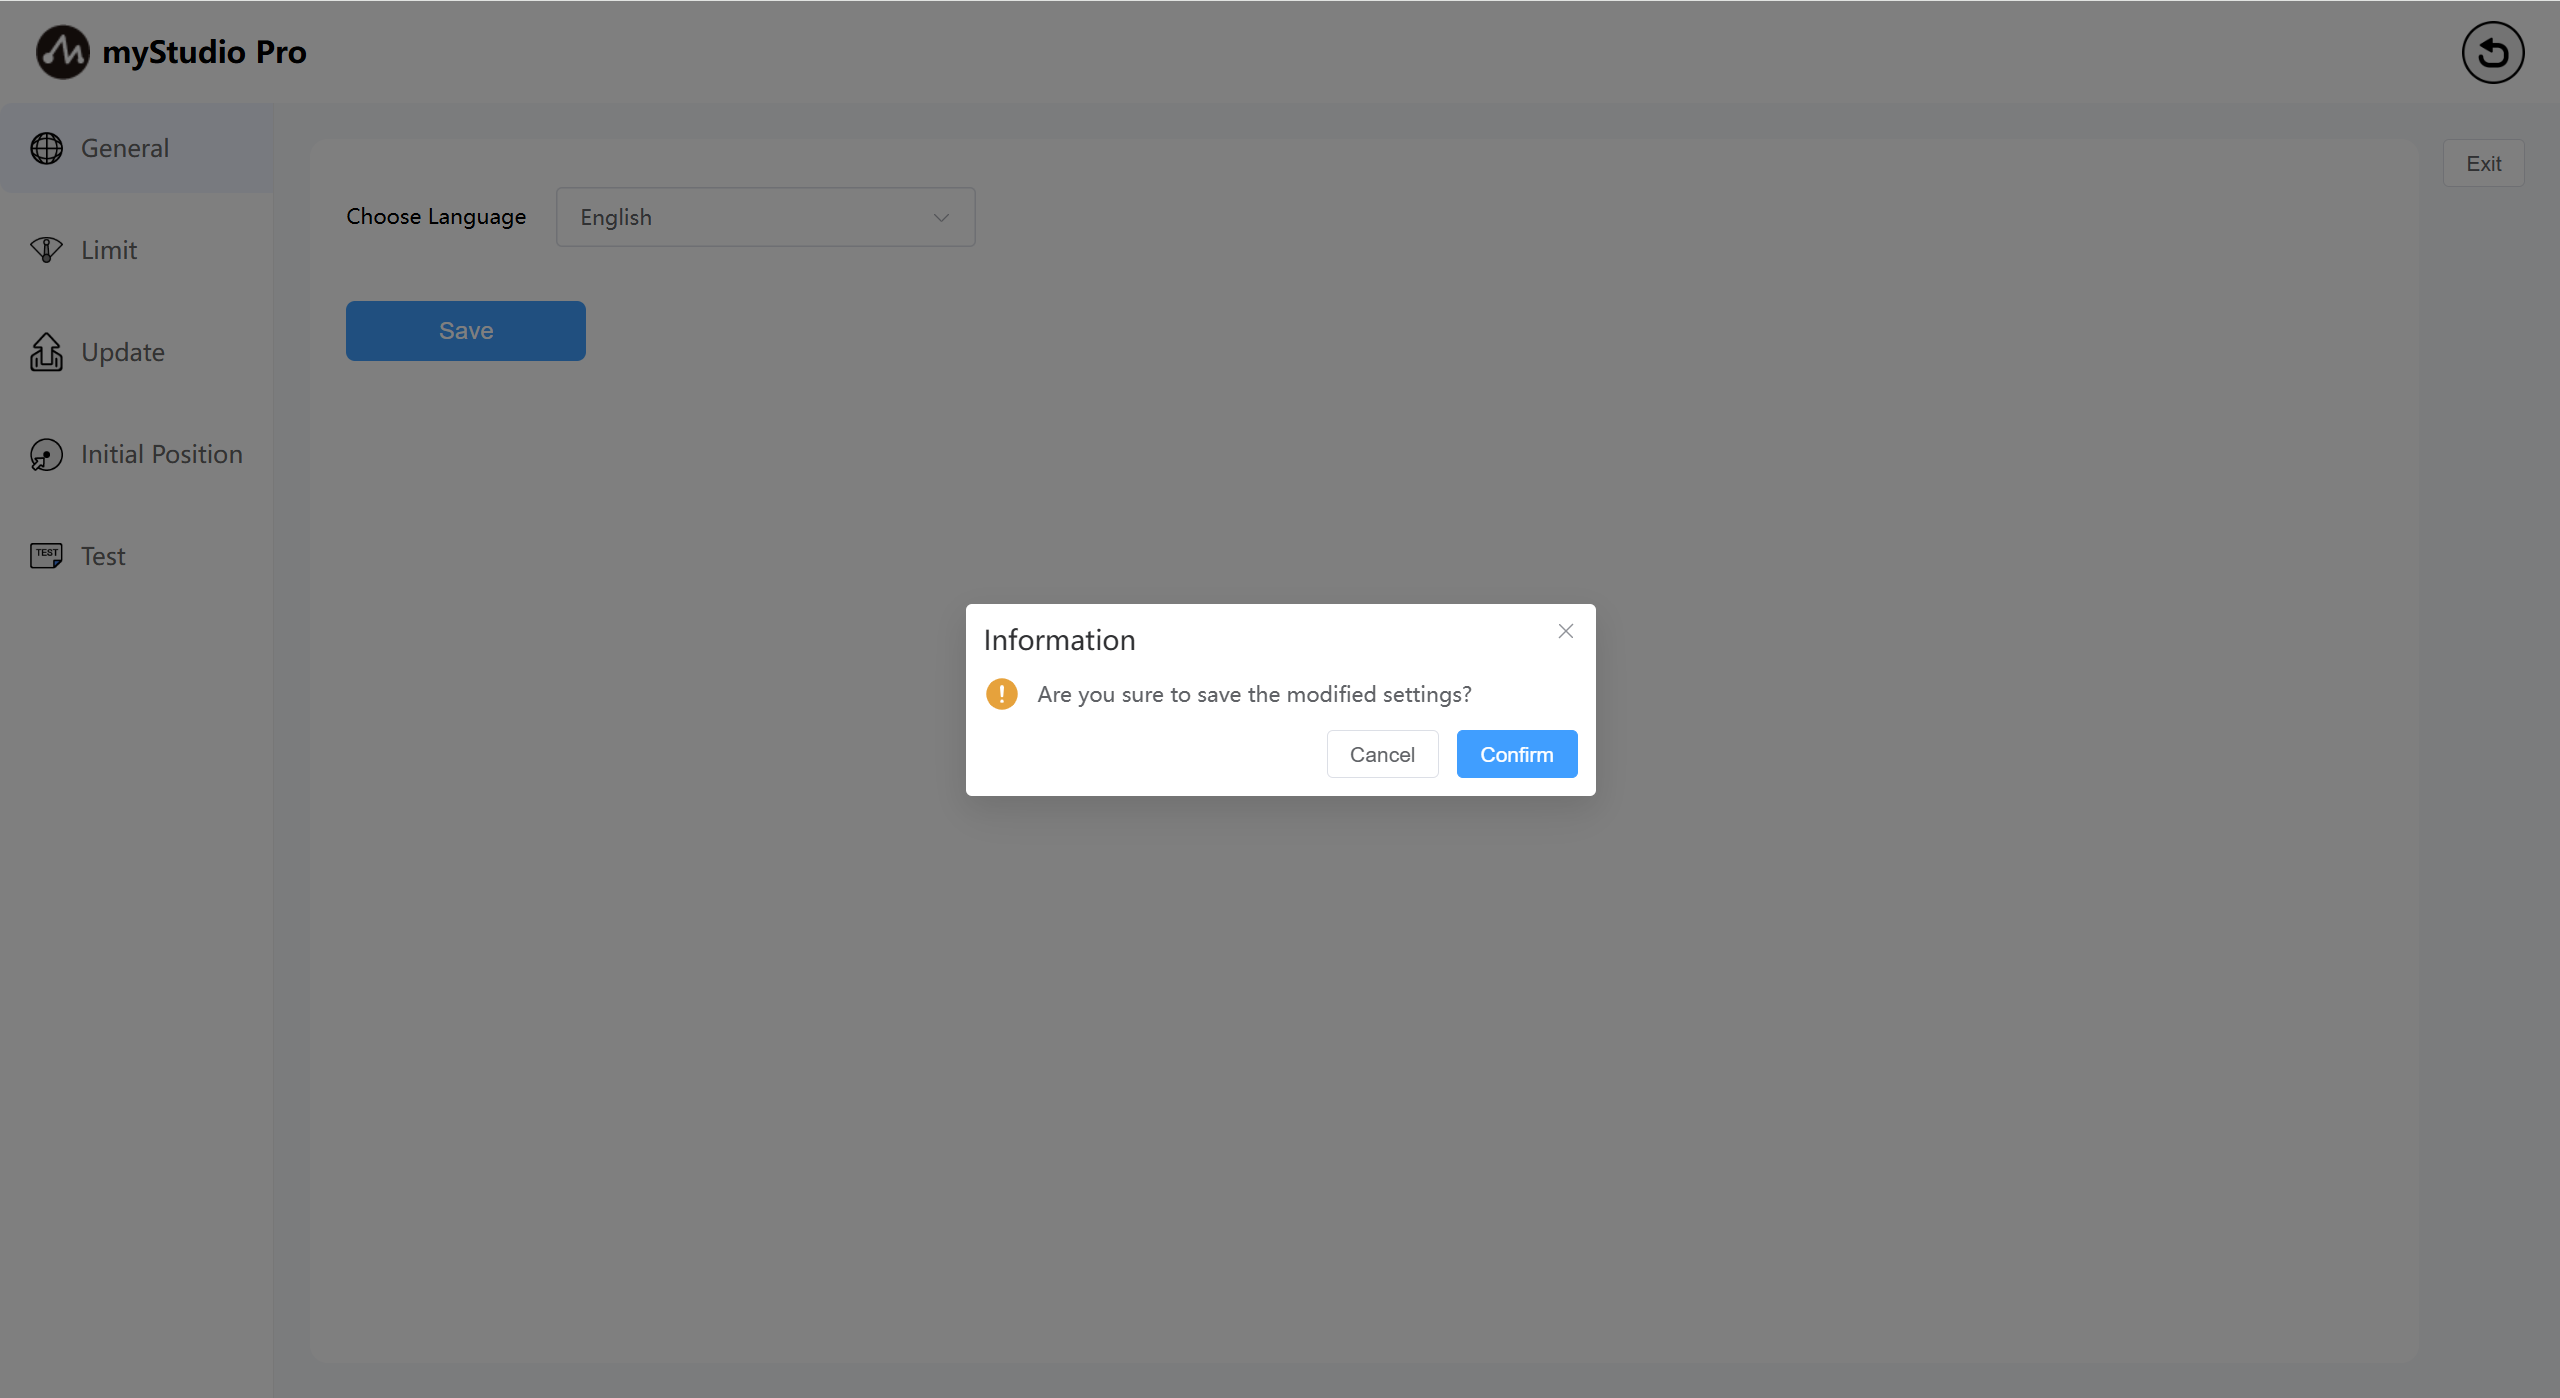 myStudio Pro
General
Exit
Choose Language
English
Limit
Save
Update
Initial Position
TEST
Test
Information
Are you sure to save the modified settings?
Cancel
Confirm